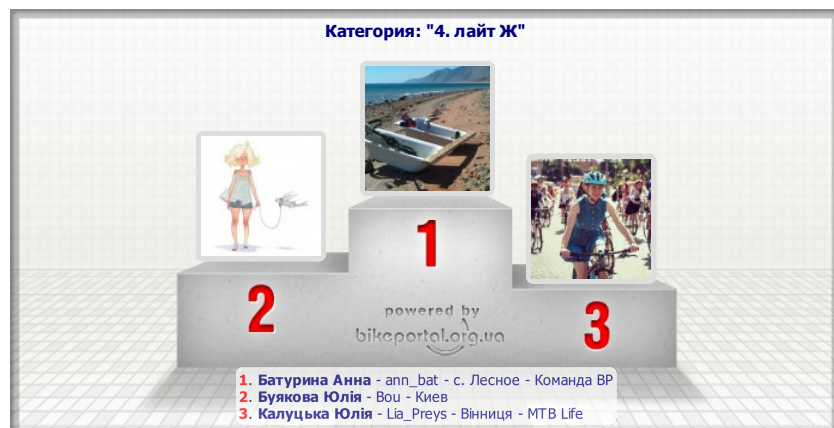 Категория: "4. лайт Ж"
1
2
3
powered by
bikeportal.org.ua
1. Батурина Анна - ann_bat - с. Лесное - Команда ВР
2. Буякова Юлія - Bou - Киев
3. Калуцька Юлія - Lia_Preys - Вінниця - MTB Life